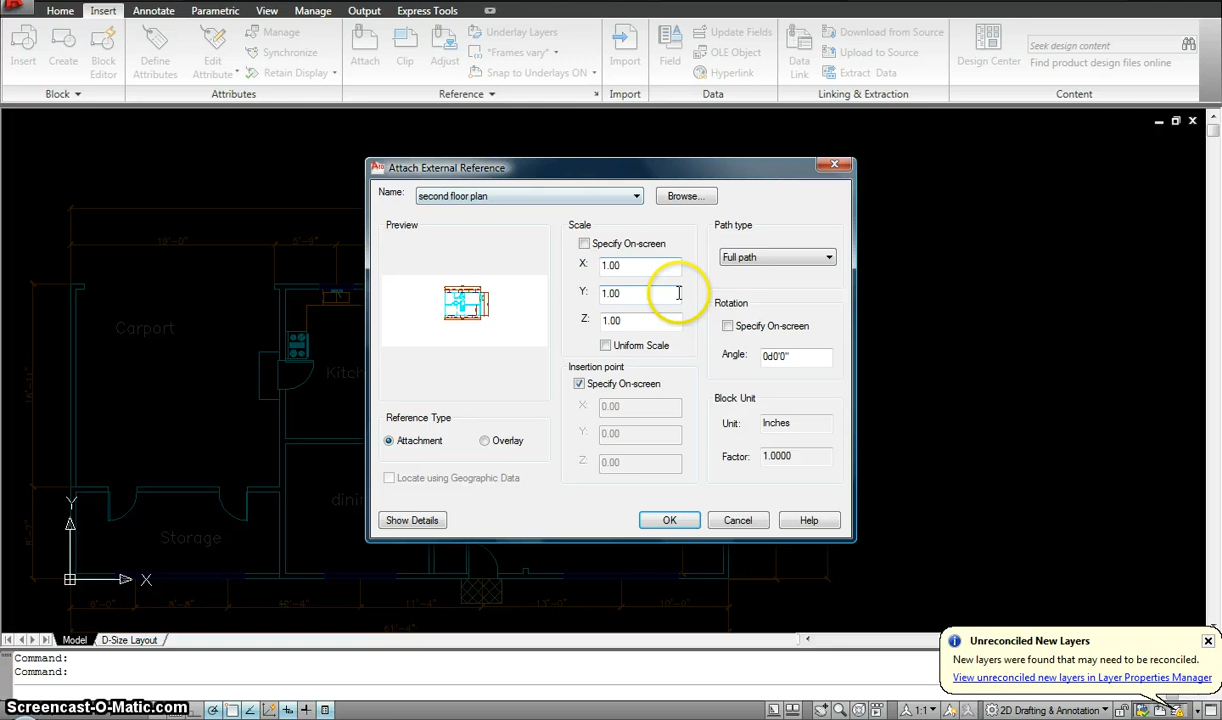 Home Insert Annotate Parametric View Manage Output Express Tools
Insert Create Block Editor
Define Attributes Edit Attribute
Manage
Synchronize
Retain Display
Attach Clip Adjust
Underlay Layers
*Frames vary*
Snap to Underlays ON
Import
Field
Update Fields
OLE Object
Hyperlink
Data Link
Download from Source
Upload to Source
Extract Data
Design Center
Seek design content
Find product design files online
Block Attributes Reference Import Data Linking & Extraction Content
Attach External Reference
Name: second floor plan Browse...
Preview
Scale
Specify On-screen
X: 1.00
Y: 1.00
Z: 1.00
Uniform Scale
Path type
Full path
Rotation
Specify On-screen
Angle: 0d0'0"
Insertion point
Specify On-screen
X: 0.00
Y: 0.00
Z: 0.00
Block Unit
Unit: Inches
Factor: 1.0000
Reference Type
Attachment Overlay
Locate using Geographic Data
Show Details OK Cancel Help
Carport
Kitch
dini
Storage
Y
X
Model D-Size Layout
Command:
Command:
Unreconciled New Layers
New layers were found that may need to be reconciled.
View unreconciled new layers in Layer Properties Manager
Screencast-O-Matic.com
1:1 2D Drafting & Annotation